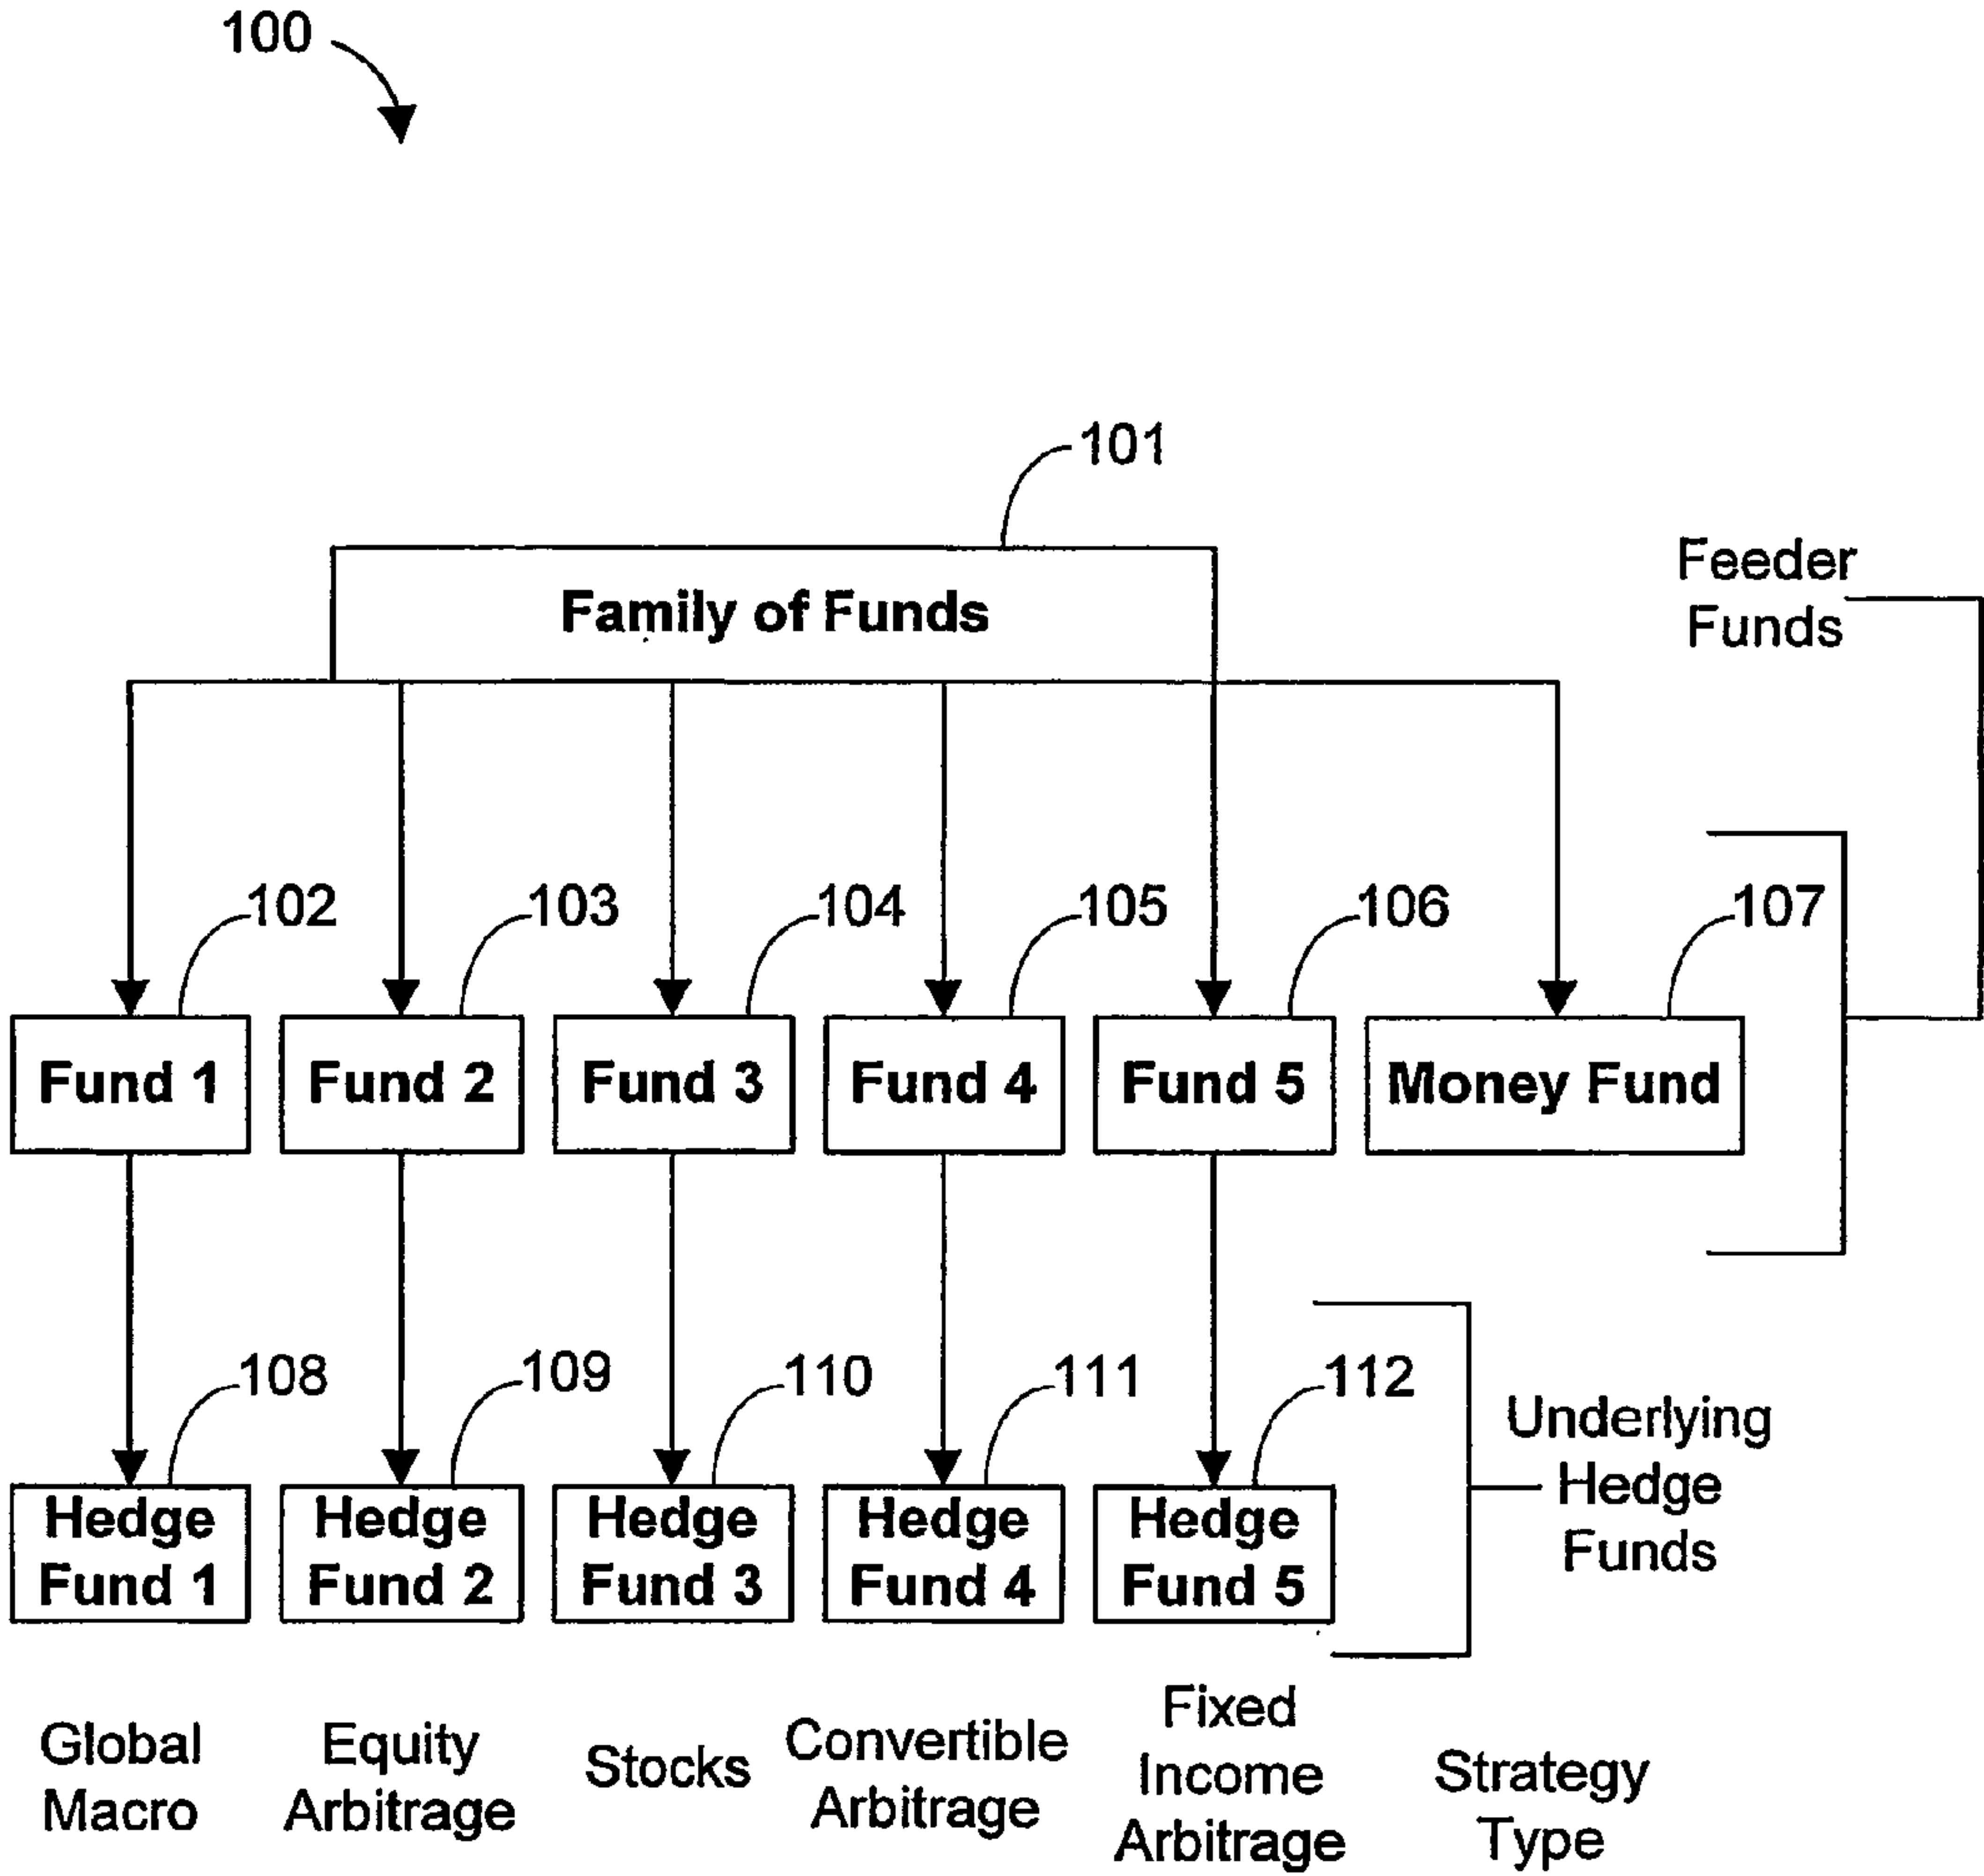 100
101
Family of Funds
Feeder
Funds
102
103
104
105
106
107
Fund 1
Fund 2
Fund 3
Fund 4
Fund 5
Money Fund
108
109
110
111
112
Hedge
Fund 1
Hedge
Fund 2
Hedge
Fund 3
Hedge
Fund 4
Hedge
Fund 5
Underlying
Hedge
Funds
Global
Macro
Equity
Arbitrage
Stocks
Convertible
Arbitrage
Fixed
Income
Arbitrage
Strategy
Type